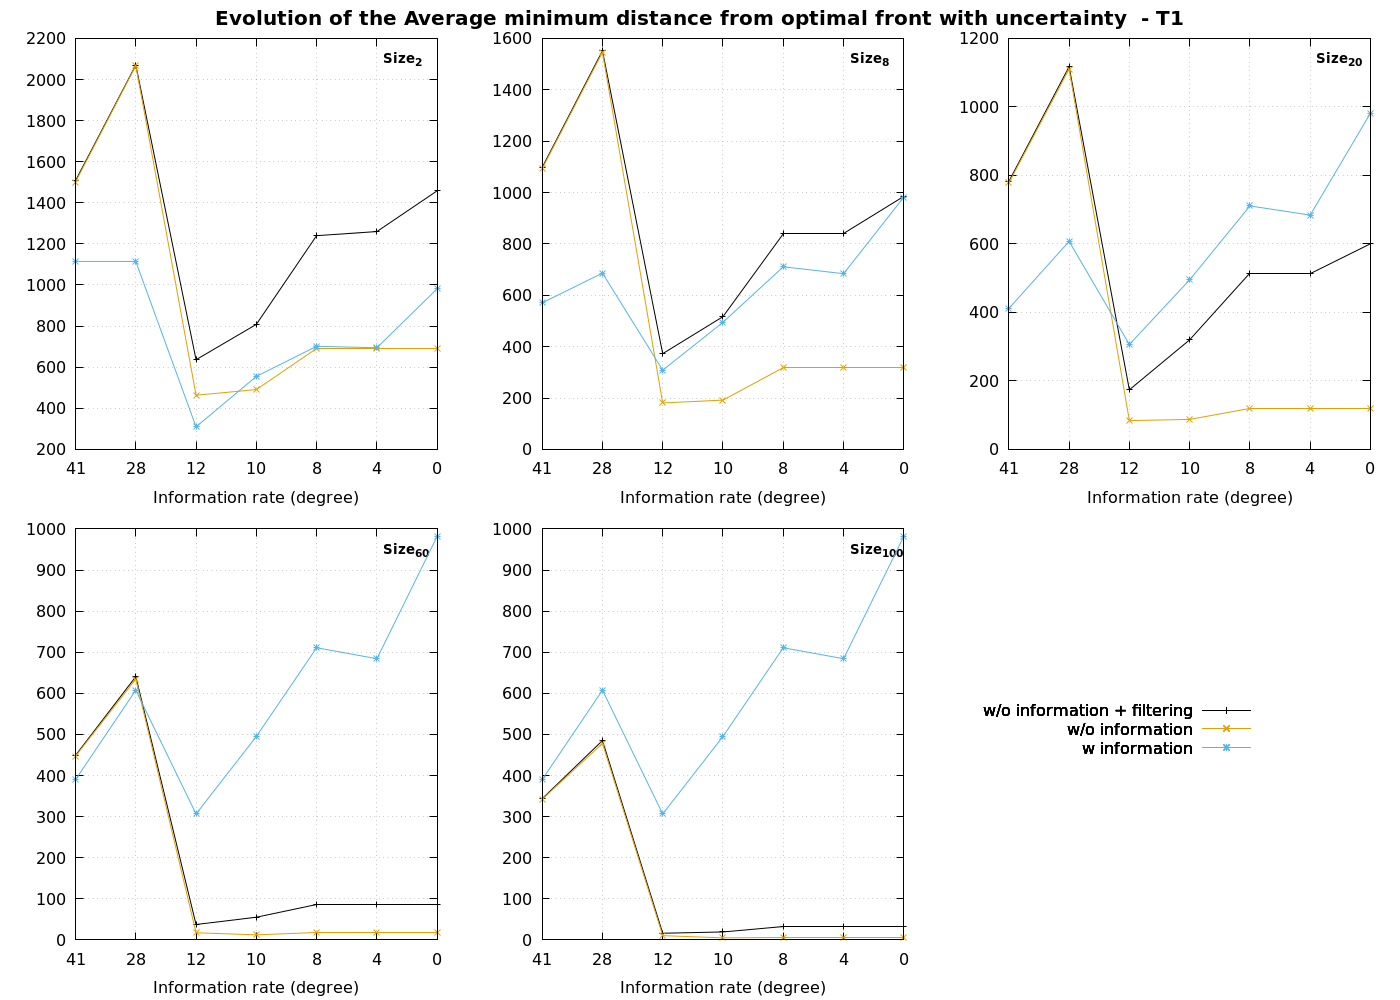 Evolution of the Average minimum distance from optimal front with uncertainty - T1
2200
2000
1800
1600
1400
1200
1000
800
600
400
200
Size2
41 28 12 10 8 4 0
Information rate (degree)
1600
1400
1200
1000
800
600
400
200
0
Size8
41 28 12 10 8 4 0
Information rate (degree)
1200
1000
800
600
400
200
0
Size20
41 28 12 10 8 4 0
Information rate (degree)
1000
900
800
700
600
500
400
300
200
100
0
Size60
41 28 12 10 8 4 0
Information rate (degree)
1000
900
800
700
600
500
400
300
200
100
0
Size100
41 28 12 10 8 4 0
Information rate (degree)
w/o information + filtering
w/o information
w information